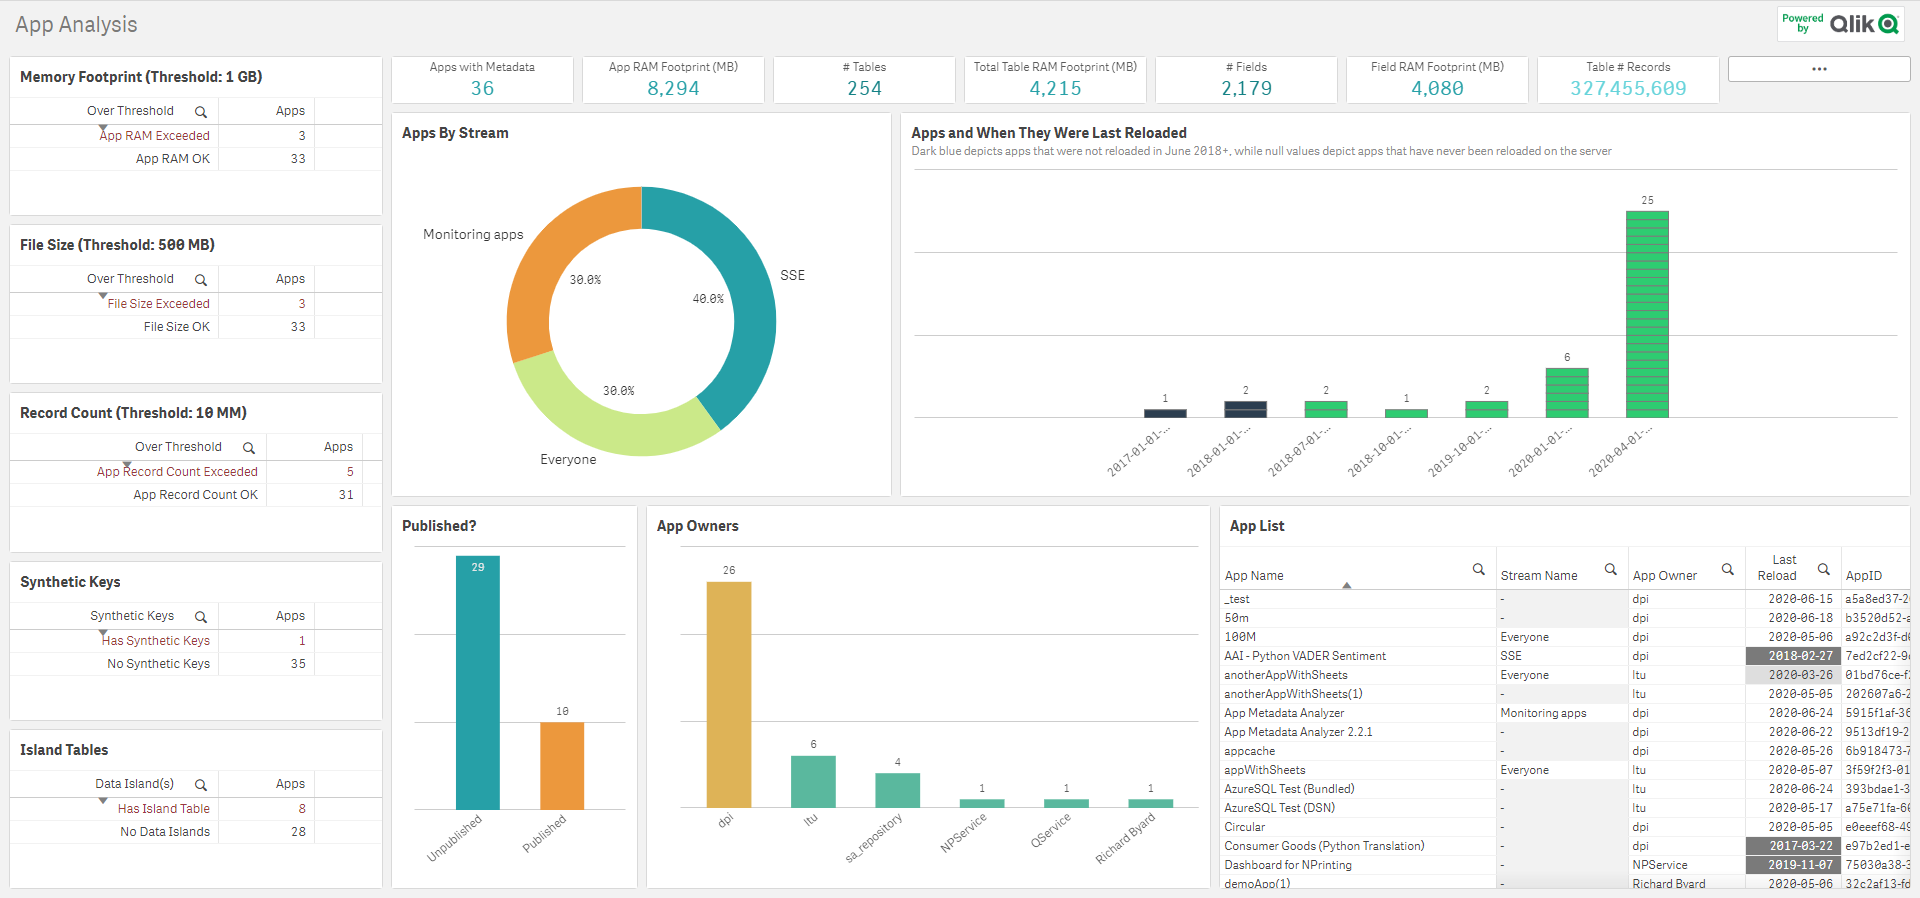 App Analysis
Powered by Qlik
Memory Footprint (Threshold: 1 GB)
Over Threshold Apps
App RAM Exceeded 3
App RAM OK 33
File Size (Threshold: 500 MB)
Over Threshold Apps
File Size Exceeded 3
File Size OK 33
Record Count (Threshold: 10 MM)
Over Threshold Apps
App Record Count Exceeded 5
App Record Count OK 31
Synthetic Keys
Synthetic Keys Apps
Has Synthetic Keys 1
No Synthetic Keys 35
Island Tables
Data Island(s) Apps
Has Island Table 8
No Data Islands 28
Apps with Metadata
36
App RAM Footprint (MB)
8,294
# Tables
254
Total Table RAM Footprint (MB)
4,215
# Fields
2,179
Field RAM Footprint (MB)
4,080
Table # Records
327,455,609
...
Apps By Stream
Monitoring apps
30.0%
SSE
40.0%
30.0%
Everyone
Apps and When They Were Last Reloaded
Dark blue depicts apps that were not reloaded in June 2018+, while null values depict apps that have never been reloaded on the server
1 2 2 1 2 6 25
2017-01-01-... 2018-01-01-... 2018-07-01-... 2018-10-01-... 2019-10-01-... 2020-01-01-... 2020-04-01-...
Published?
29
10
Unpublished Published
App Owners
26 6 4 1 1 1
dpi ltu sa_repository NPService QService Richard Byard
App List
App Name Stream Name App Owner Last Reload AppID
_test - dpi 2020-06-15 a5a8ed37-2
50m - dpi 2020-06-18 b3520d52-
100M Everyone dpi 2020-05-06 a92c2d3f-d
AAI - Python VADER Sentiment SSE dpi 2018-02-27 7ed2cf22-9
anotherAppWithSheets Everyone ltu 2020-03-26 01bd76ce-f
anotherAppWithSheets(1) - ltu 2020-05-05 202607a6-2
App Metadata Analyzer Monitoring apps dpi 2020-06-24 5915f1af-36
App Metadata Analyzer 2.2.1 - dpi 2020-06-22 9513df19-2
appcache - dpi 2020-05-26 6b918473-7
appWithSheets Everyone ltu 2020-05-07 3f59f2f3-01
AzureSQL Test (Bundled) - ltu 2020-06-24 393bdae1-3
AzureSQL Test (DSN) - ltu 2020-05-17 a75e71fa-6
Circular - dpi 2020-05-05 e0eeef68-49
Consumer Goods (Python Translation) - dpi 2017-03-22 e97b2ed1-e
Dashboard for NPrinting - NPService 2019-11-07 75030a38-3
demoApp(1) - Richard Byard 2020-05-06 32c2af13-fd